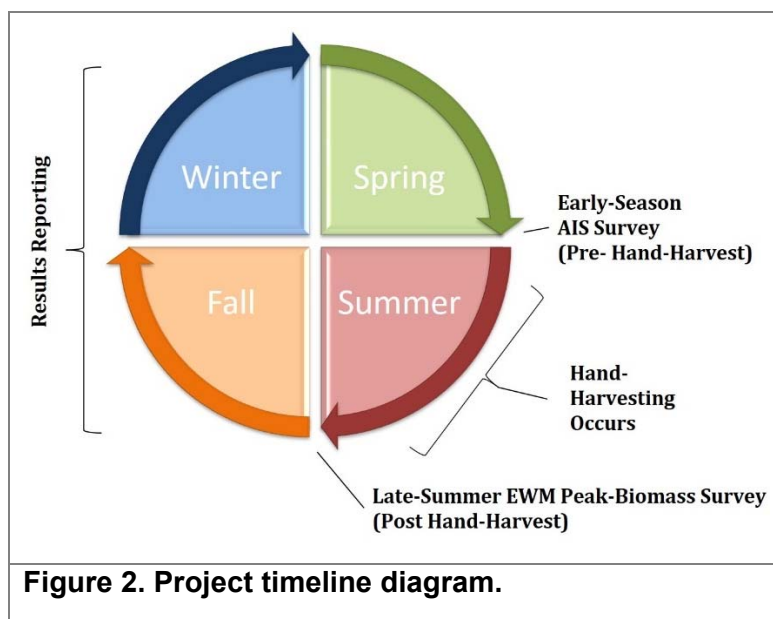 Winter
Spring
Early-Season
AIS Survey
(Pre- Hand-Harvest)
Results Reporting
Fall
Summer
Hand-
Harvesting
Occurs
Late-Summer EWM Peak-Biomass Survey
(Post Hand-Harvest)
Figure 2. Project timeline diagram.